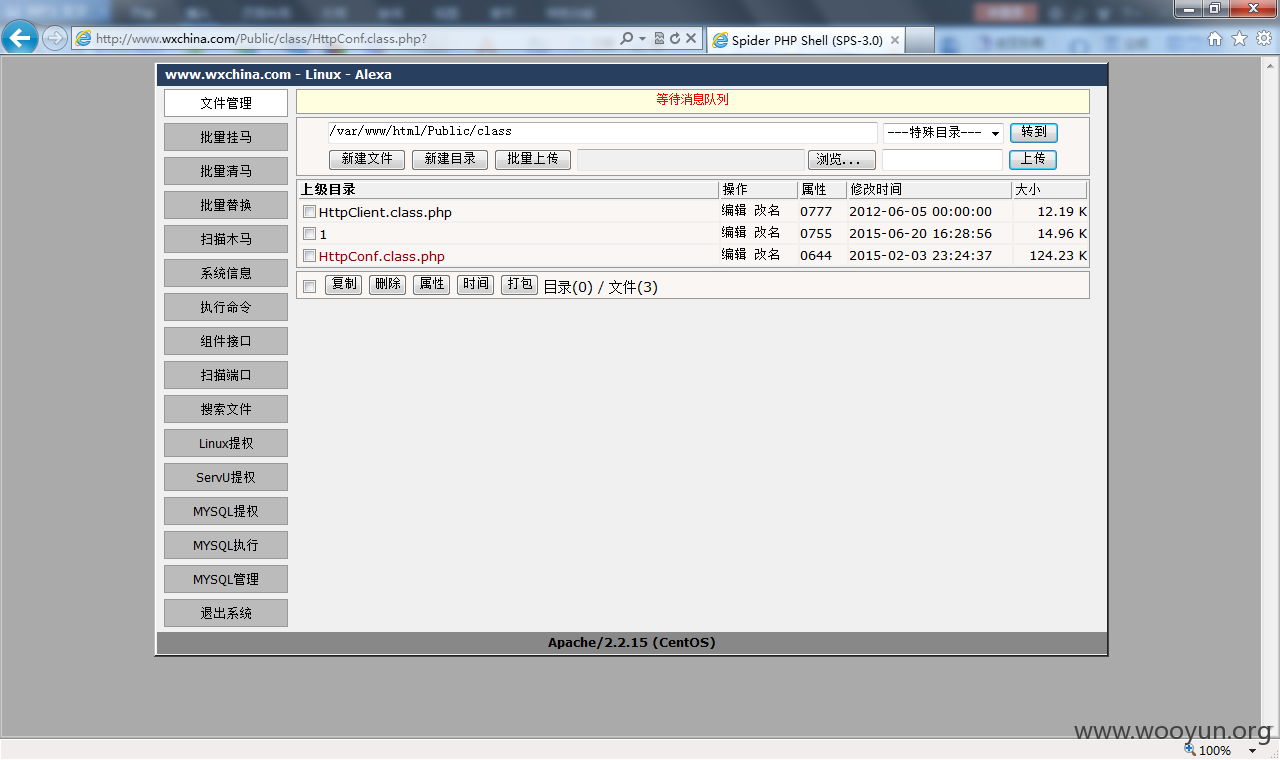 http://www.wxchina.com/Public/class/HttpConf.class.php?
Spider PHP Shell (SPS-3.0)
www.wxchina.com - Linux - Alexa
文件管理
批量挂马
批量清马
批量替换
扫描木马
系统信息
执行命令
组件接口
扫描端口
搜索文件
Linux提权
ServU提权
MYSQL提权
MYSQL执行
MYSQL管理
退出系统
等待消息队列
/var/www/html/Public/class ---特殊目录--- 转到
新建文件 新建目录 批量上传 浏览... 上传
上级目录 操作 属性 修改时间 大小
HttpClient.class.php 编辑 改名 0777 2012-06-05 00:00:00 12.19 K
1 编辑 改名 0755 2015-06-20 16:28:56 14.96 K
HttpConf.class.php 编辑 改名 0644 2015-02-03 23:24:37 124.23 K
复制 删除 属性 时间 打包 目录(0) / 文件(3)
Apache/2.2.15 (CentOS)
www.wooyun.org
100%